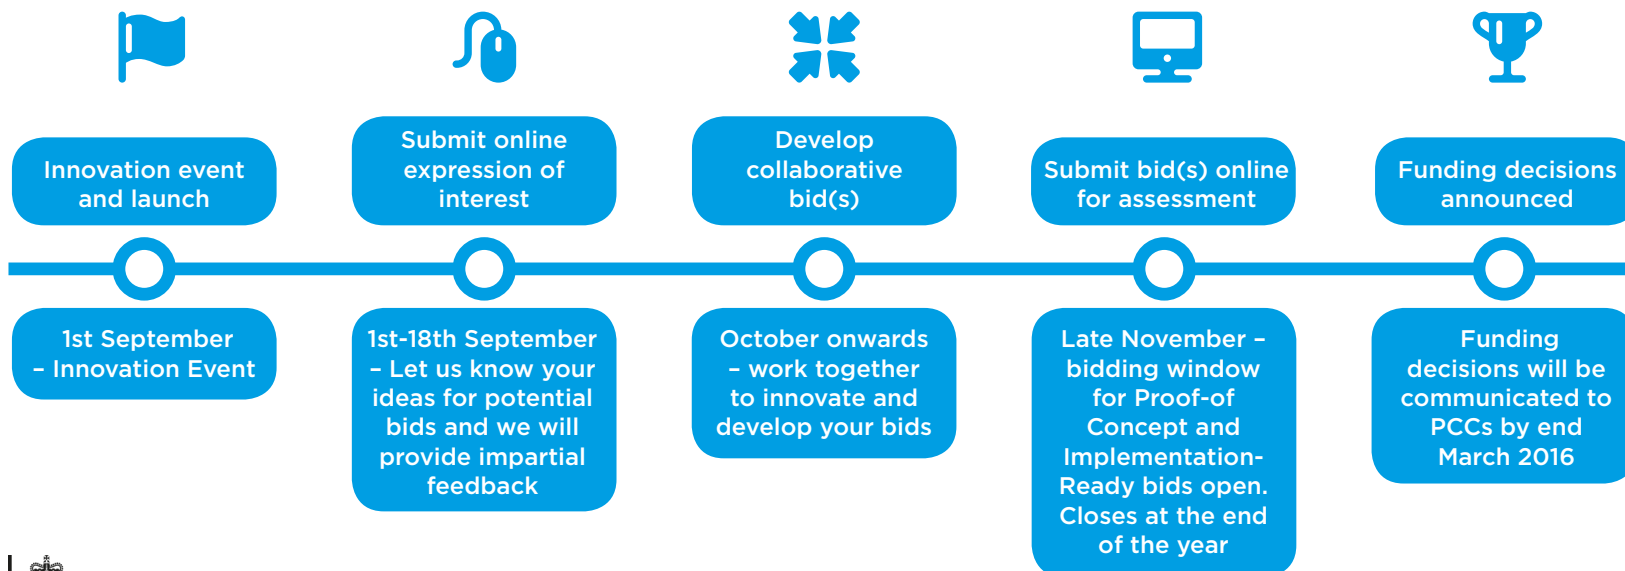 Innovation event
and launch
Submit online
expression of
interest
Develop
collaborative
bid(s)
Submit bid(s) online
for assessment
Funding decisions
announced
1st September
– Innovation Event
1st-18th September
– Let us know your
ideas for potential
bids and we will
provide impartial
feedback
October onwards
– work together
to innovate and
develop your bids
Late November –
bidding window
for Proof-of
Concept and
Implementation-
Ready bids open.
Closes at the end
of the year
Funding
decisions will be
communicated to
PCCs by end
March 2016